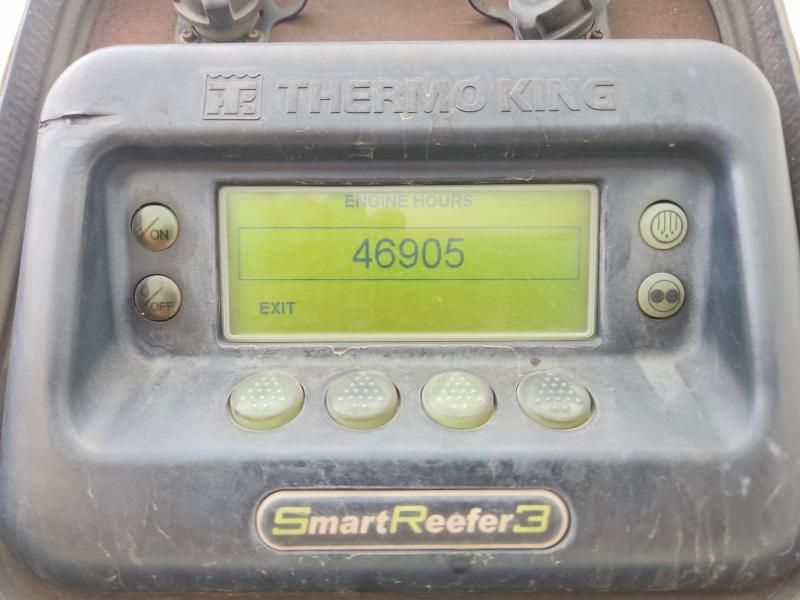 THERMO KING
ENGINE HOURS
46905
EXIT
ON
OFF
SmartReefer3